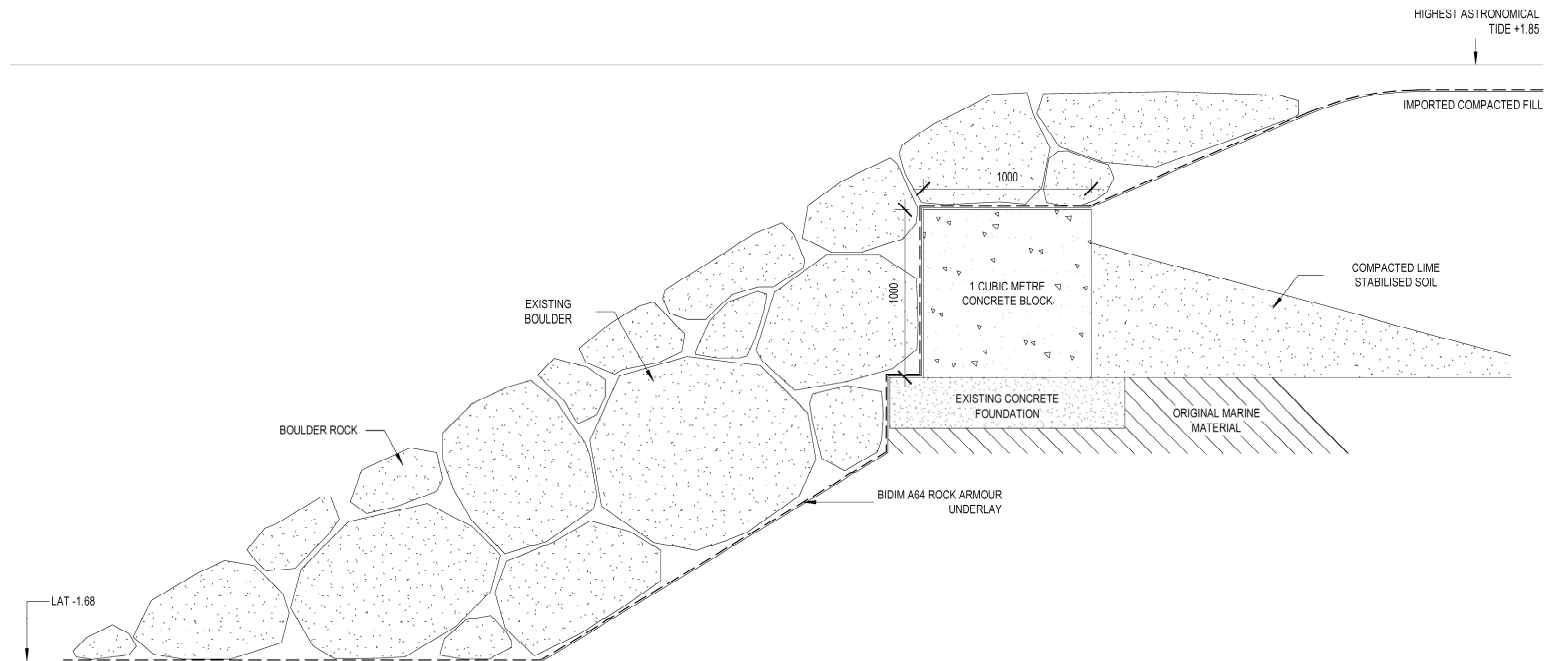 HIGHEST ASTRONOMICAL
TIDE +1.85
IMPORTED COMPACTED FILL
1000
1000
1 CUBIC METRE
CONCRETE BLOCK
COMPACTED LIME
STABILISED SOIL
EXISTING
BOULDER
EXISTING CONCRETE
FOUNDATION
ORIGINAL MARINE
MATERIAL
BOULDER ROCK
BIDIM A64 ROCK ARMOUR
UNDERLAY
LAT -1.68